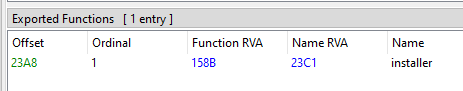 Exported Functions [ 1 entry ]
Offset Ordinal Function RVA Name RVA Name
23A8 1 158B 23C1 installer